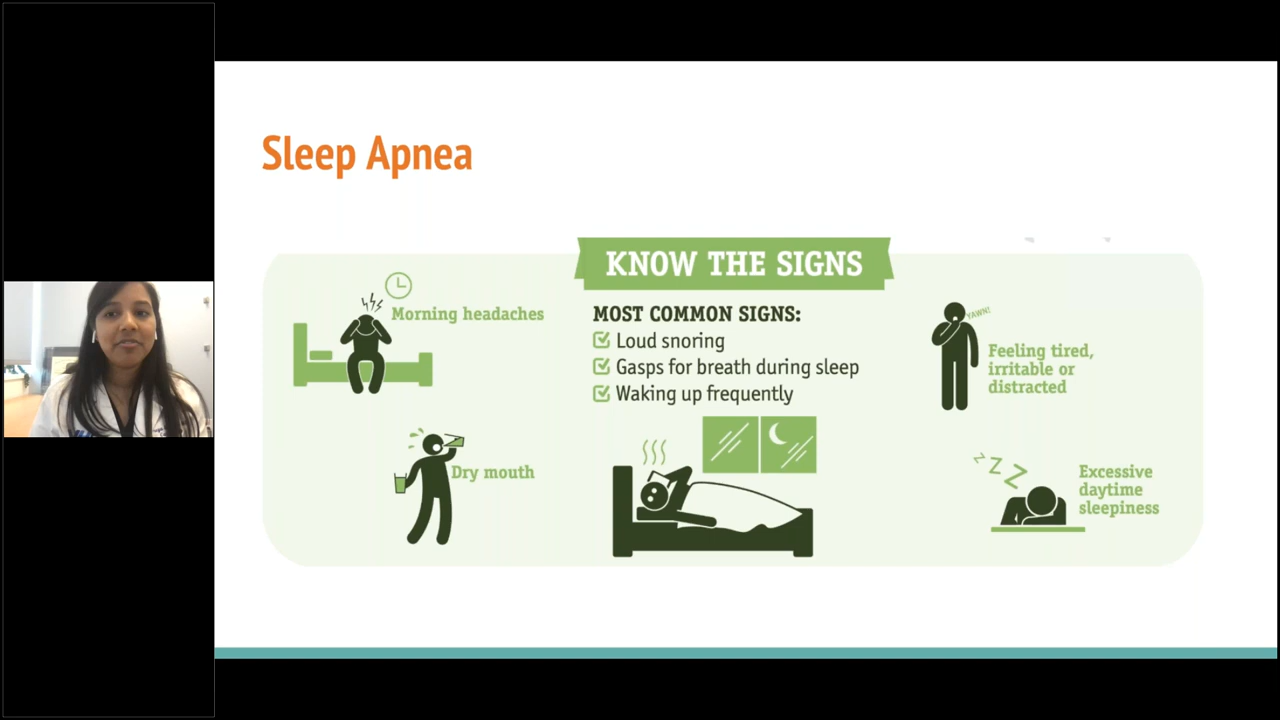 Sleep Apnea
KNOW THE SIGNS
MOST COMMON SIGNS:
Loud snoring
Gasps for breath during sleep
Waking up frequently
Morning headaches
Dry mouth
YAWN!
Feeling tired,
irritable or
distracted
z Z Z
Excessive
daytime
sleepiness